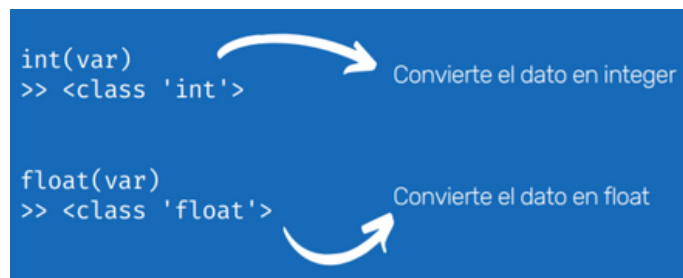 int(var)
>> <class 'int'>
Convierte el dato en integer
float(var)
>> <class 'float'>
Convierte el dato en float